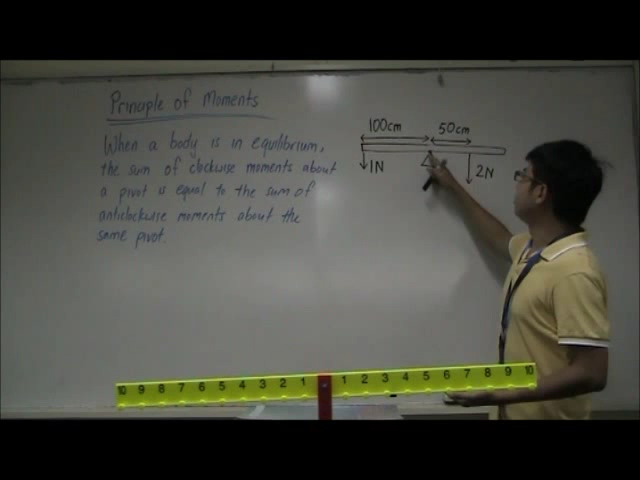 Principle of Moments
When a body is in equilibrium,
the sum of clockwise moments about
a pivot is equal to the sum of
anticlockwise moments about the
same pivot.
100cm 50cm
1N 2N
10 9 8 7 6 5 4 3 2 1 1 2 3 4 5 6 7 8 9 10